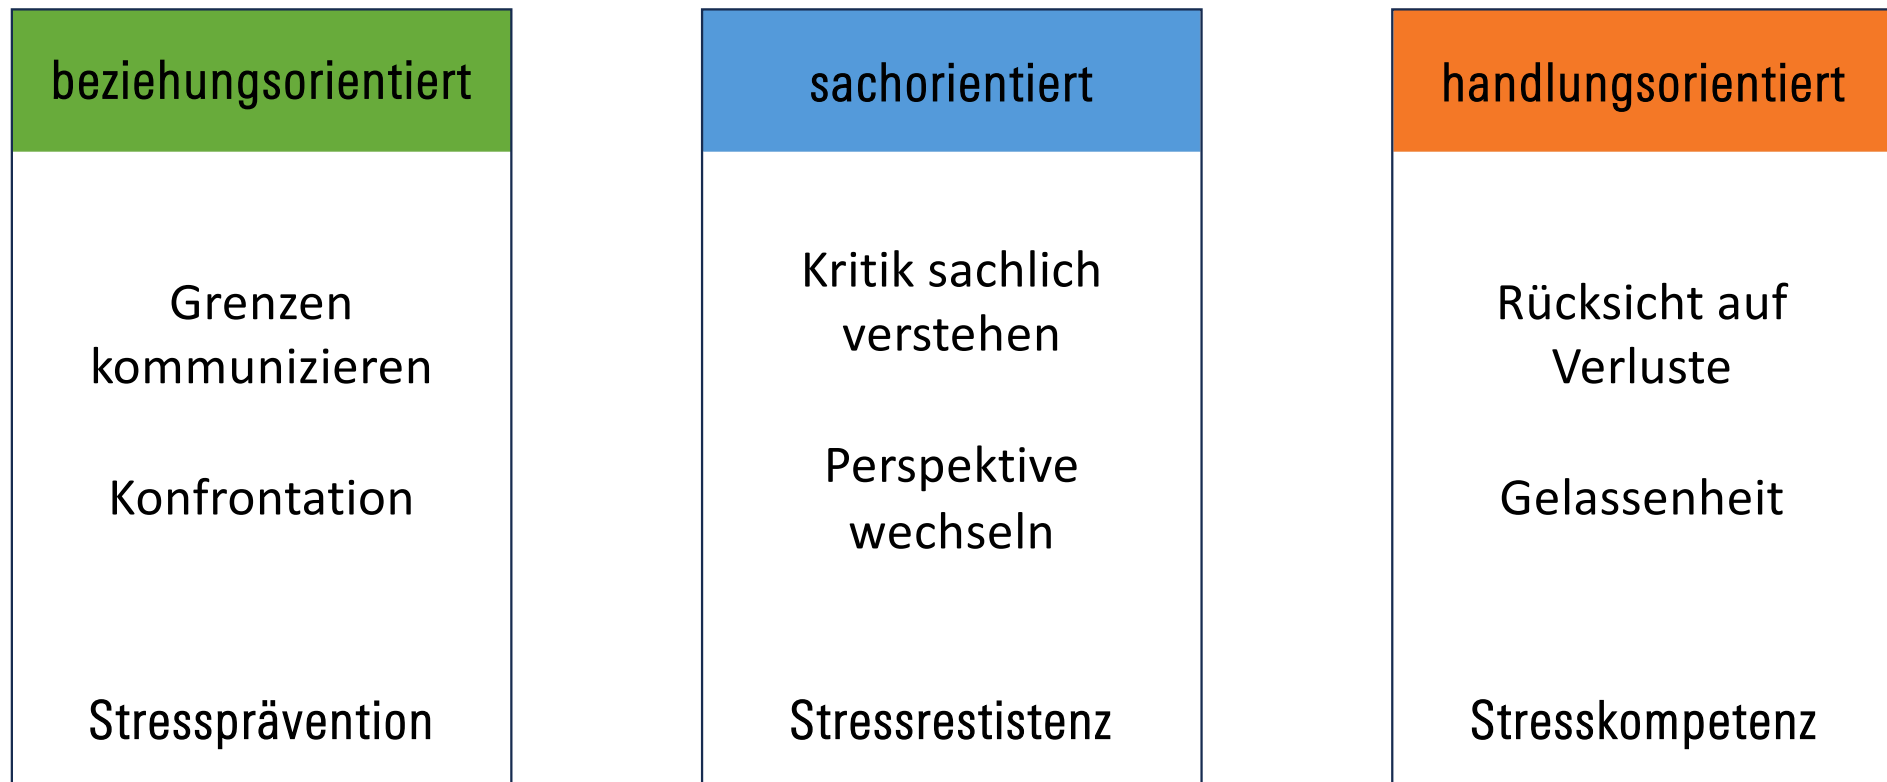 beziehungsorientiert
Grenzen
kommunizieren
Konfrontation
Stressprävention
sachorientiert
Kritik sachlich
verstehen
Perspektive
wechseln
Stressrestistenz
handlungsorientiert
Rücksicht auf
Verluste
Gelassenheit
Stresskompetenz